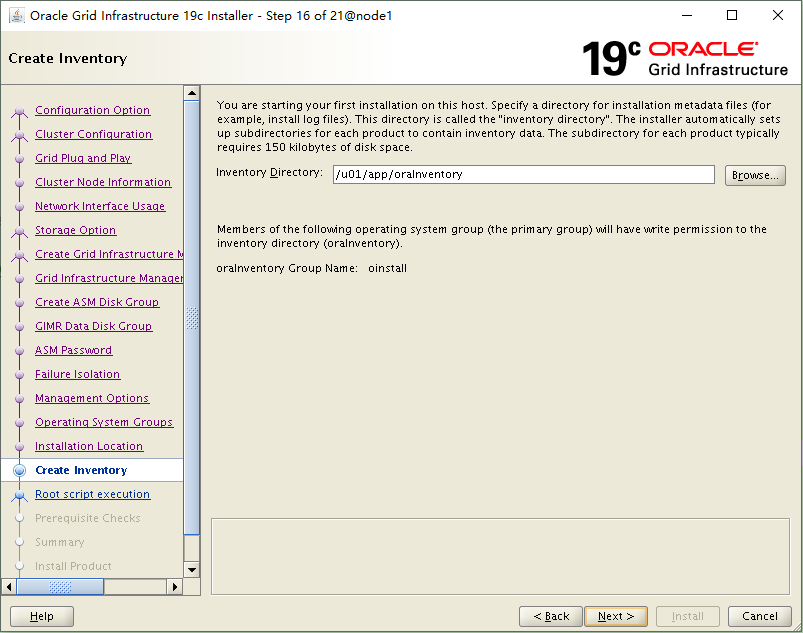 Oracle Grid Infrastructure 19c Installer - Step 16 of 21@node1
Create Inventory
19c ORACLE
Grid Infrastructure
Configuration Option
Cluster Configuration
Grid Plug and Play
Cluster Node Information
Network Interface Usage
Storage Option
Create Grid Infrastructure M
Grid Infrastructure Manager
Create ASM Disk Group
GIMR Data Disk Group
ASM Password
Failure Isolation
Management Options
Operating System Groups
Installation Location
Create Inventory
Root script execution
Prerequisite Checks
Summary
Install Product
You are starting your first installation on this host. Specify a directory for installation metadata files (for
example, install log files). This directory is called the "inventory directory". The installer automatically sets
up subdirectories for each product to contain inventory data. The subdirectory for each product typically
requires 150 kilobytes of disk space.
Inventory Directory: /u01/app/oraInventory Browse...
Members of the following operating system group (the primary group) will have write permission to the
inventory directory (oraInventory).
oraInventory Group Name: oinstall
Help < Back Next > Install Cancel